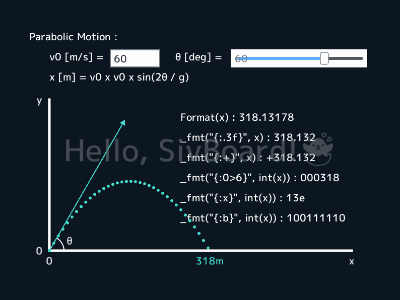 Parabolic Motion :
v0 [m/s] = 60 θ [deg] = 60
x [m] = v0 x v0 x sin(2θ / g)
y
Format(x) : 318.13178
_fmt("{:.3f}", x) : 318.132
Hello, SivBoard!
_fmt("{:+}", x) : +318.132
_fmt("{:0>6}", int(x)) : 000318
_fmt("{:x}", int(x)) : 13e
_fmt("{:b}", int(x)) : 100111110
θ
0
0 318m x